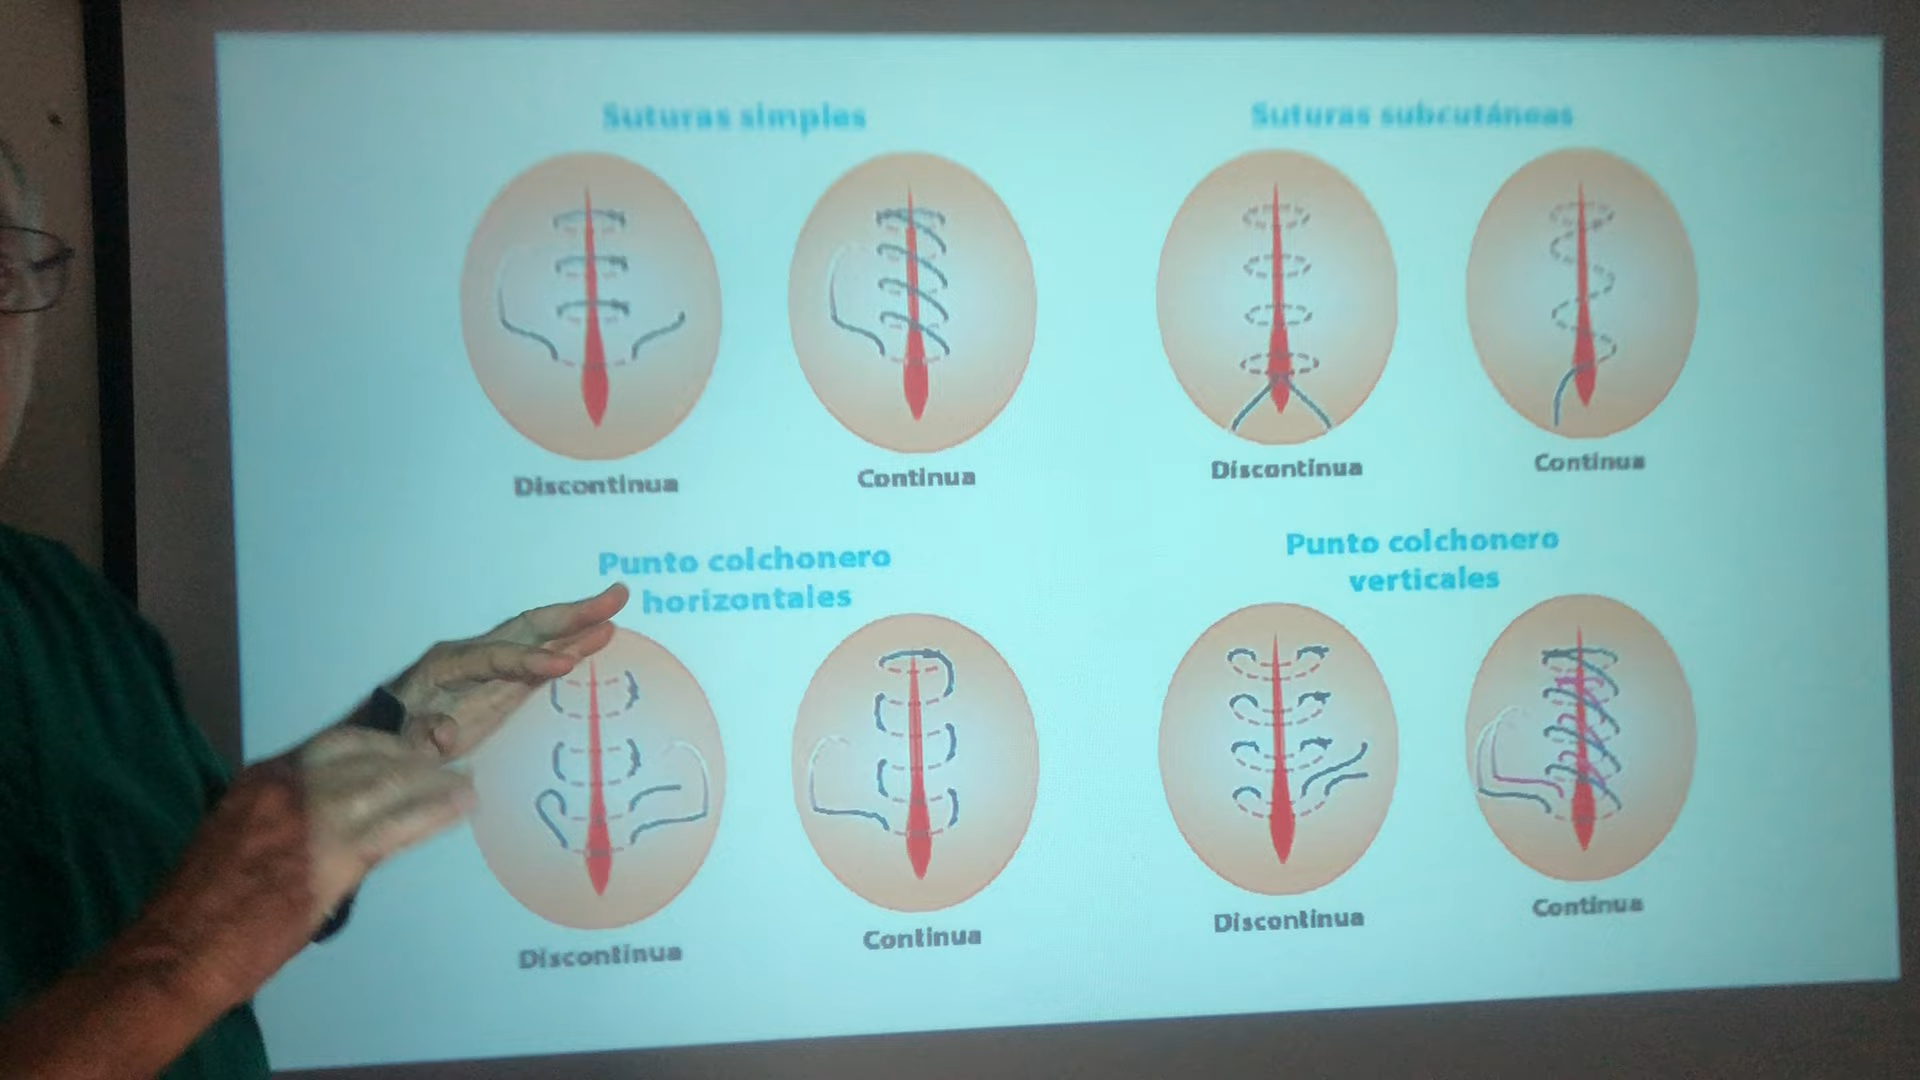 Suturas simples
Suturas subcutáneas
Discontinua
Continua
Discontinua
Continua
Punto colchonero
horizontales
Punto colchonero
verticales
Discontinua
Continua
Discontinua
Continua